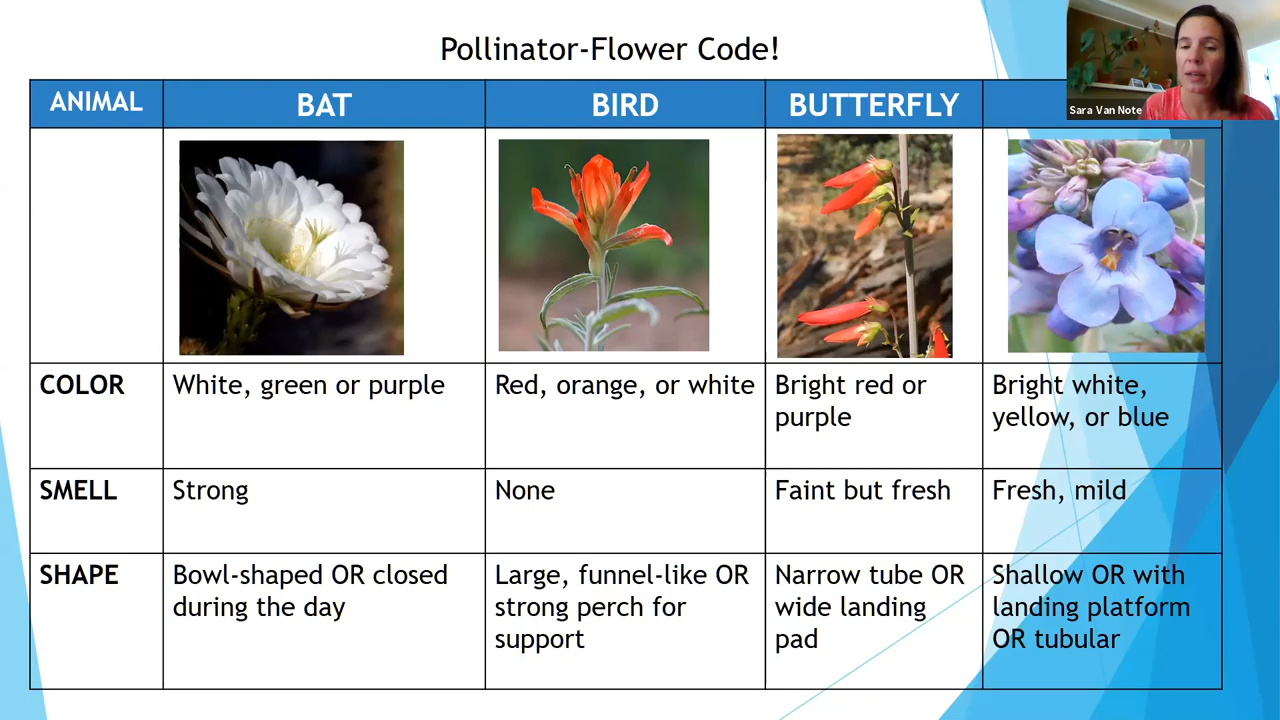 Pollinator-Flower Code!
ANIMAL
BAT
BIRD
BUTTERFLY
Sara Van Note
COLOR
White, green or purple
Red, orange, or white
Bright red or
purple
Bright white,
yellow, or blue
SMELL
Strong
None
Faint but fresh
Fresh, mild
SHAPE
Bowl-shaped OR closed
during the day
Large, funnel-like OR
strong perch for
support
Narrow tube OR
wide landing
pad
Shallow OR with
landing platform
OR tubular